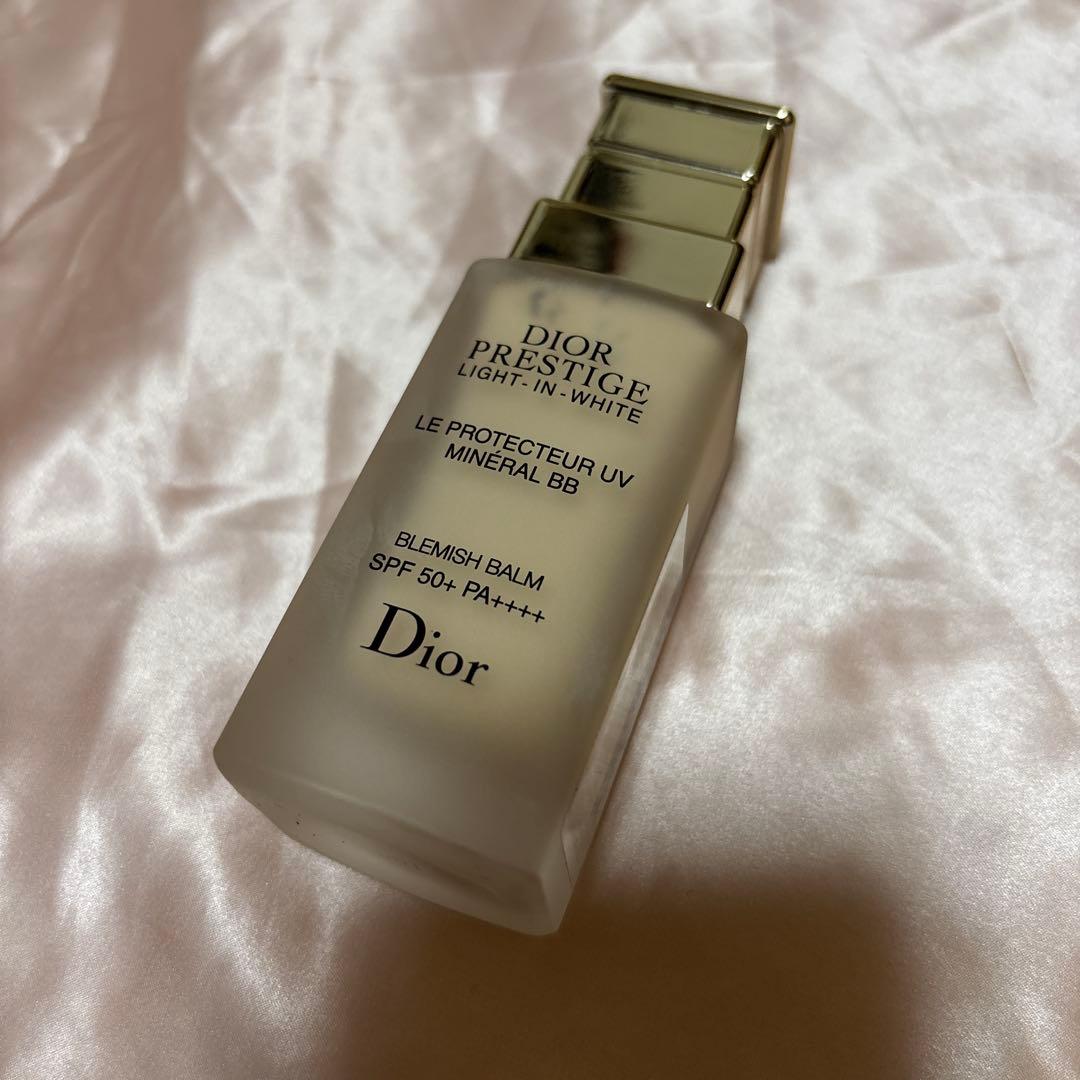 DIOR
PRESTIGE
LIGHT-IN-WHITE
LE PROTECTEUR UV
MINÉRAL BB
BLEMISH BALM
SPF 50+ PA++++
Dior